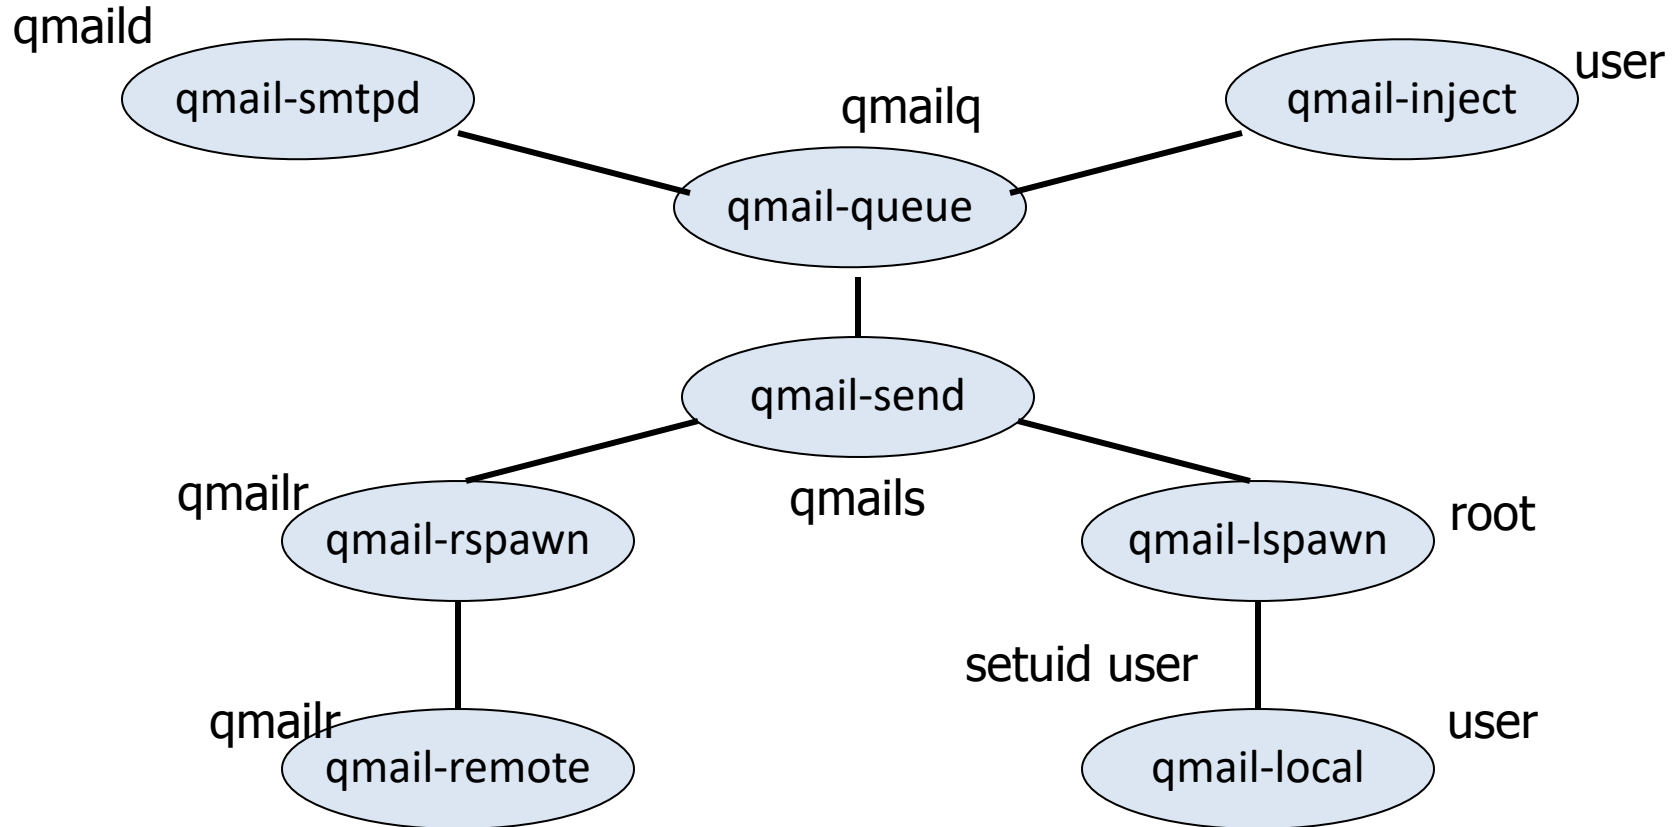 qmaild
qmail-smtpd
qmailq
qmail-inject
user
qmail-queue
qmail-send
qmails
qmailr
qmail-rspawn
qmail-lspawn
root
setuid user
qmailr
qmail-remote
qmail-local
user